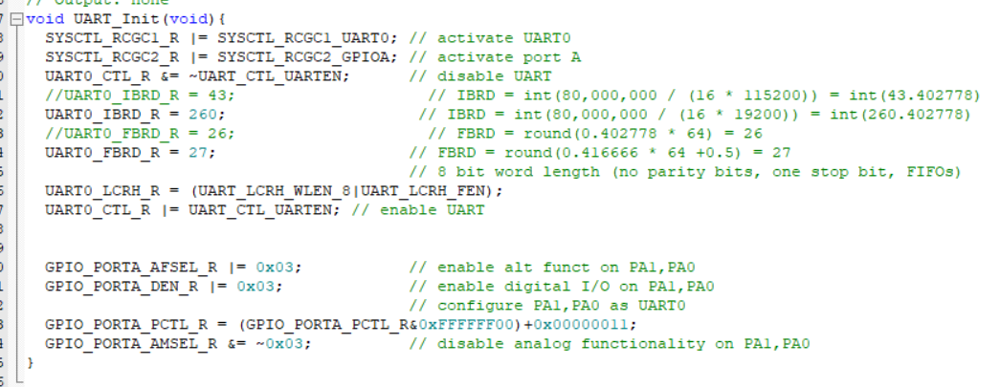 // Output: none
void UART_Init(void){
SYSCTL_RCGC1_R |= SYSCTL_RCGC1_UART0; // activate UART0
SYSCTL_RCGC2_R |= SYSCTL_RCGC2_GPIOA; // activate port A
UART0_CTL_R &= ~UART_CTL_UARTEN; // disable UART
//UART0_IBRD_R = 43; // IBRD = int(80,000,000 / (16 * 115200)) = int(43.402778)
UART0_IBRD_R = 260; // IBRD = int(80,000,000 / (16 * 19200)) = int(260.402778)
//UART0_FBRD_R = 26; // FBRD = round(0.402778 * 64) = 26
UART0_FBRD_R = 27; // FBRD = round(0.416666 * 64 +0.5) = 27
// 8 bit word length (no parity bits, one stop bit, FIFOs)
UART0_LCRH_R = (UART_LCRH_WLEN_8|UART_LCRH_FEN);
UART0_CTL_R |= UART_CTL_UARTEN; // enable UART
GPIO_PORTA_AFSEL_R |= 0x03; // enable alt funct on PA1,PA0
GPIO_PORTA_DEN_R |= 0x03; // enable digital I/O on PA1,PA0
// configure PA1,PA0 as UART0
GPIO_PORTA_PCTL_R = (GPIO_PORTA_PCTL_R&0xFFFFFF00)+0x00000011;
GPIO_PORTA_AMSEL_R &= ~0x03; // disable analog functionality on PA1,PA0
}